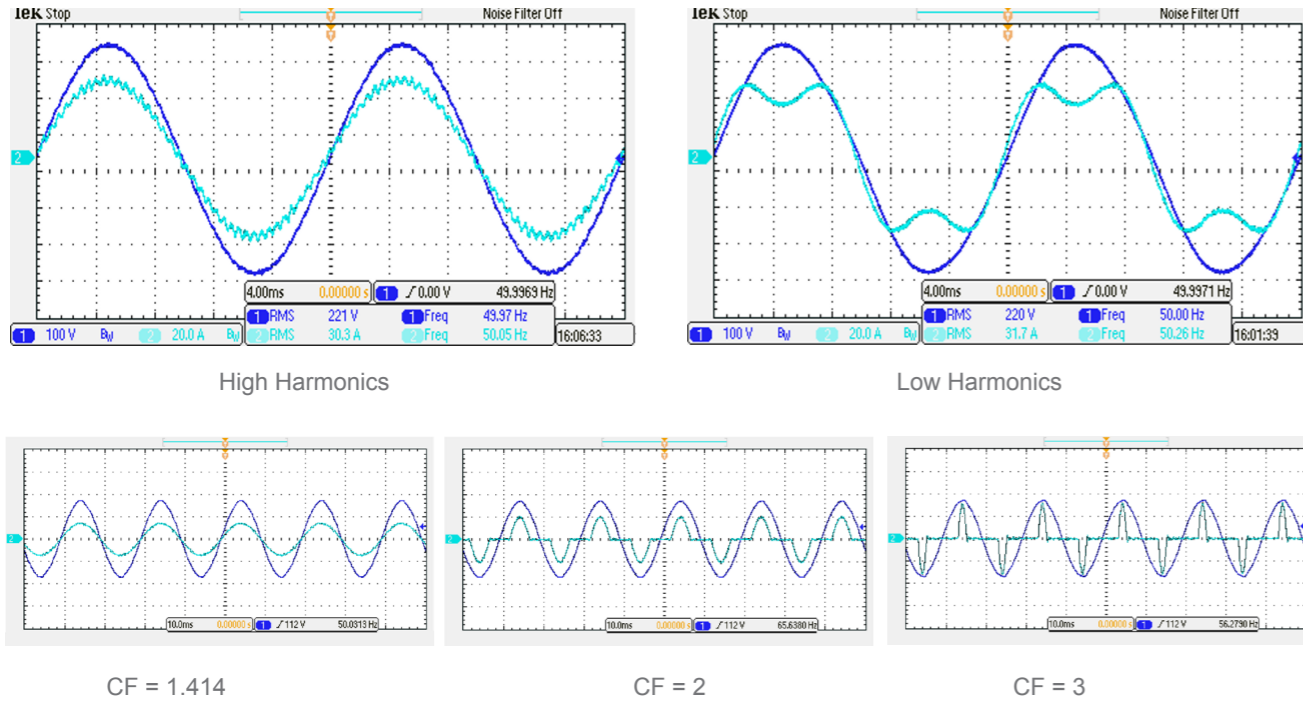 Tek Stop
Noise Filter Off
2
4.00ms 0.00000 s 1 ∫ 0.00 V 49.9969 Hz
1 RMS 221 V 1 Freq 49.97 Hz
1 100 V Bw 2 20.0 A Bw 2 RMS 30.3 A 2 Freq 50.05 Hz 16:06:33
Tek Stop
Noise Filter Off
2
4.00ms 0.00000 s 1 ∫ 0.00 V 49.9971 Hz
1 RMS 220 V 1 Freq 50.00 Hz
1 100 V Bw 2 20.0 A Bw 2 RMS 31.7 A 2 Freq 50.26 Hz 16:01:39
High Harmonics
Low Harmonics
2
10.0ms 0.00000 s 1 ∫ 112 V 50.0313 Hz
2
10.0ms 0.00000 s 1 ∫ 112 V 65.6380 Hz
2
10.0ms 0.00000 s 1 ∫ 112 V 56.2790 Hz
CF = 1.414
CF = 2
CF = 3